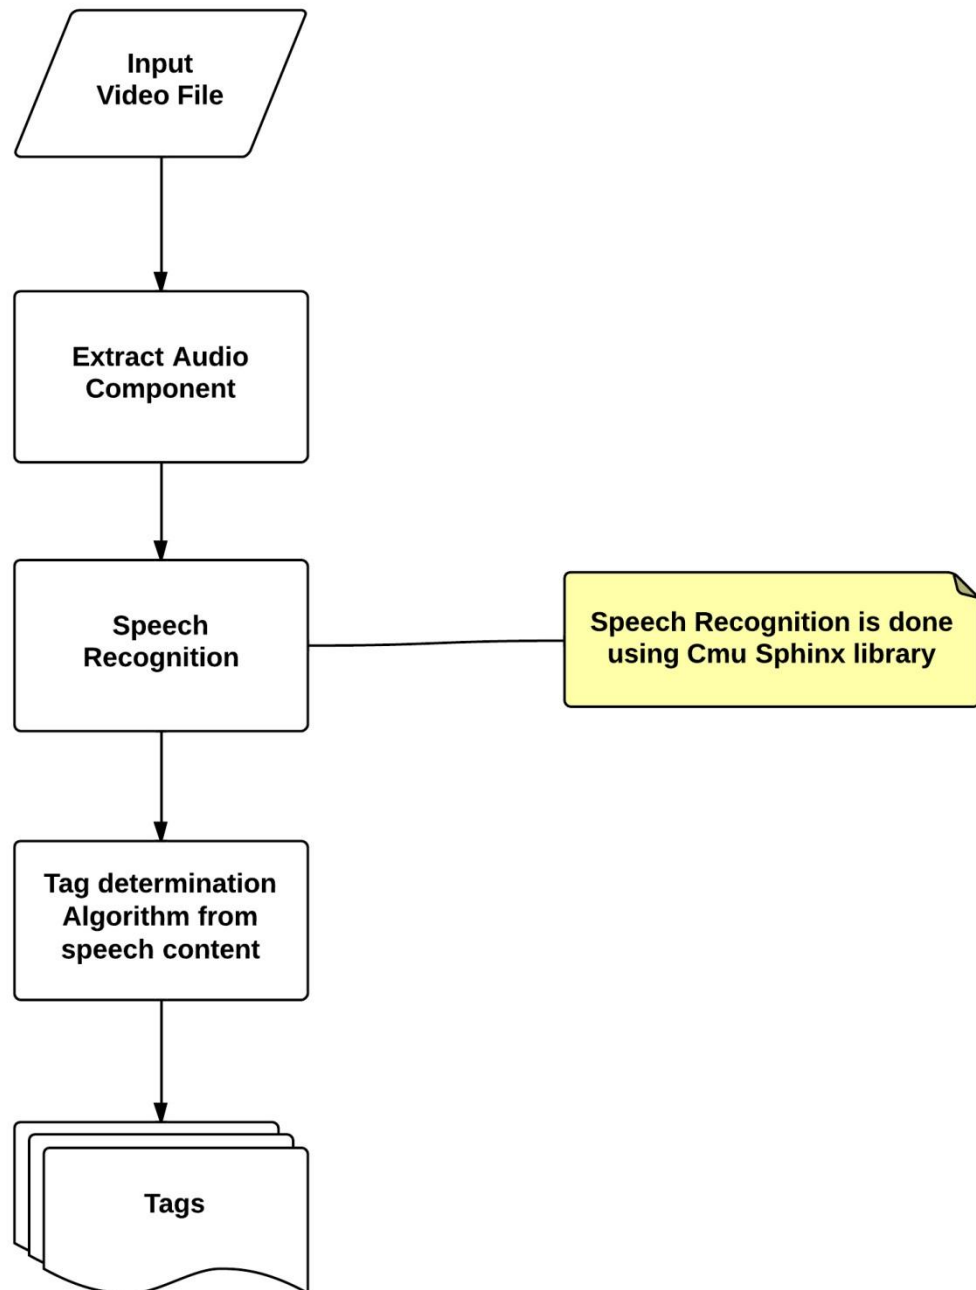 Input
Video File
Extract Audio
Component
Speech
Recognition
Speech Recognition is done
using Cmu Sphinx library
Tag determination
Algorithm from
speech content
Tags